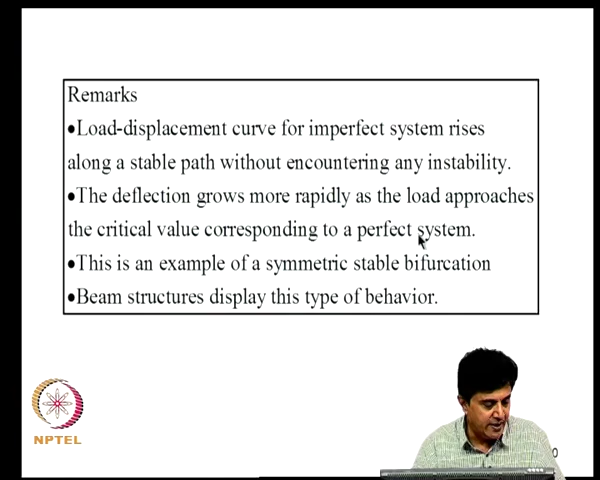 Remarks
•Load-displacement curve for imperfect system rises
along a stable path without encountering any instability.
•The deflection grows more rapidly as the load approaches
the critical value corresponding to a perfect system.
•This is an example of a symmetric stable bifurcation
•Beam structures display this type of behavior.
NPTEL
0